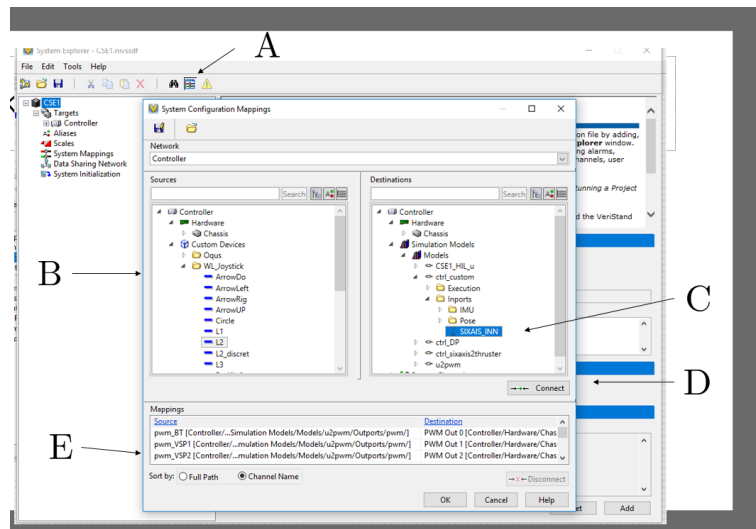 A
System Explorer - CSE1.nivssdf
File Edit Tools Help
CSE1
Targets
Controller
Aliases
Scales
System Mappings
Data Sharing Network
System Initialization
System Configuration Mappings
Network
Controller
Sources
Search
Controller
Hardware
Chassis
Custom Devices
Oqus
WL_Joystick
ArrowDo
ArrowLeft
ArrowRig
ArrowUP
Circle
L1
L2
L2_discret
L3
Destinations
Search
Controller
Hardware
Chassis
Simulation Models
Models
CSE1_HIL_u
ctrl_custom
Execution
Inports
IMU
Pose
SIXAIS_INN
ctrl_DP
ctrl_sixaxis2thruster
u2pwm
Connect
Mappings
Source Destination
pwm_BT [Controller/...Simulation Models/Models/u2pwm/Outports/pwm/] PWM Out 0 [Controller/Hardware/Chas
pwm_VSP1 [Controller/...mulation Models/Models/u2pwm/Outports/pwm/] PWM Out 1 [Controller/Hardware/Chas
pwm_VSP2 [Controller/...mulation Models/Models/u2pwm/Outports/pwm/] PWM Out 2 [Controller/Hardware/Chas
Sort by: Full Path Channel Name
Disconnect
OK Cancel Help
on file by adding,
plorer window.
ng alarms,
hannels, user
unning a Project
d the VeriStand
et Add
B
C
D
E